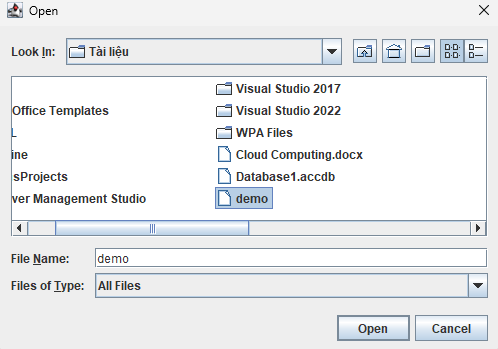 Open
Look In: Tài liệu
Visual Studio 2017
Office Templates Visual Studio 2022
WPA Files
ine Cloud Computing.docx
sProjects Database1.accdb
ver Management Studio demo
File Name: demo
Files of Type: All Files
Open Cancel